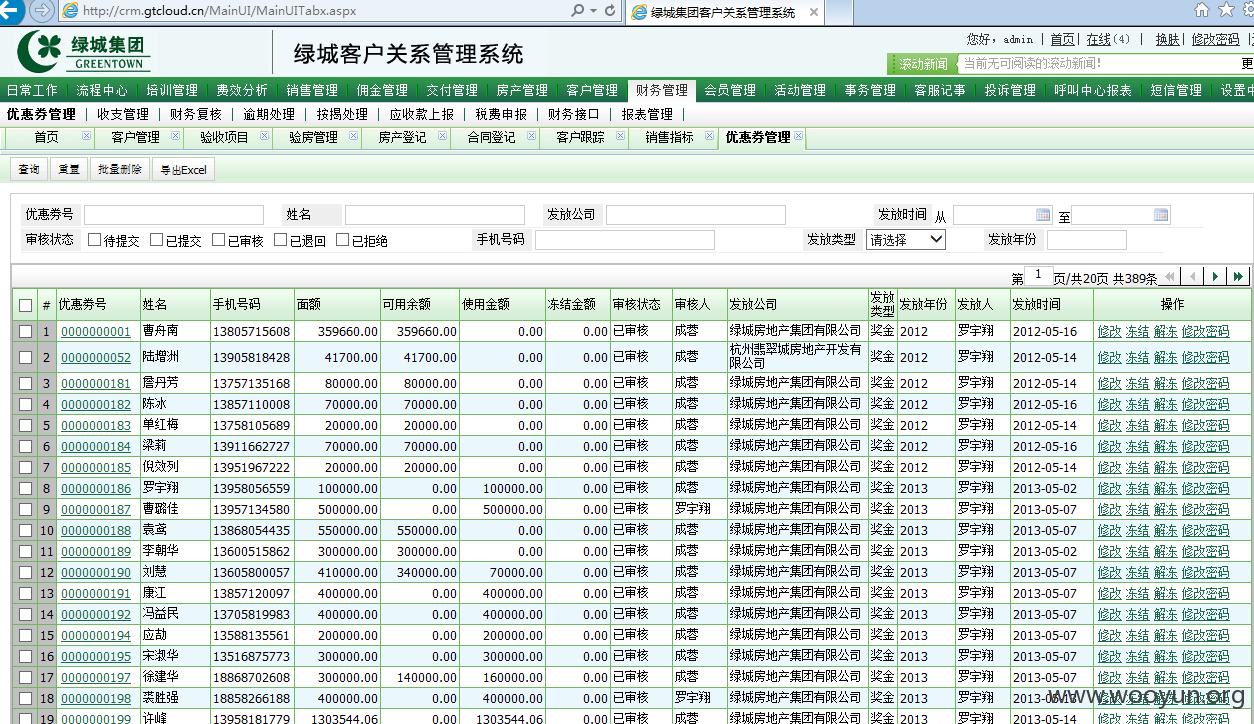 http://crm.gtcloud.cn/MainUI/MainUITabx.aspx
绿城集团客户关系管理系统
绿城集团
GREENTOWN
绿城客户关系管理系统
您好，admin | 首页 | 在线(4) | 换肤 | 修改密码
滚动新闻 当前无可阅读的滚动新闻! 更
日常工作 流程中心 培训管理 费效分析 销售管理 佣金管理 交付管理 房产管理 客户管理 财务管理 会员管理 活动管理 事务管理 客服记事 投诉管理 呼叫中心报表 短信管理 设置中
优惠券管理 | 收支管理 | 财务复核 | 逾期处理 | 按揭处理 | 应收款上报 | 税费申报 | 财务接口 | 报表管理 |
首页 客户管理 验收项目 验房管理 房产登记 合同登记 客户跟踪 销售指标 优惠券管理
查询 重置 批量删除 导出Excel
优惠券号 姓名 发放公司 发放时间 从 至
审核状态 待提交 已提交 已审核 已退回 已拒绝 手机号码 发放类型 请选择 发放年份
第 1 页/共20页 共389条
# 优惠券号 姓名 手机号码 面额 可用余额 使用金额 冻结金额 审核状态 审核人 发放公司 发放类型 发放年份 发放人 发放时间 操作
1 0000000001 曹舟南 13805715608 359660.00 359660.00 0.00 0.00 已审核 成蓉 绿城房地产集团有限公司 奖金 2012 罗宇翔 2012-05-16 修改 冻结 解冻 修改密码
2 0000000052 陆增洲 13905818428 41700.00 41700.00 0.00 0.00 已审核 成蓉 杭州翡翠城房地产开发有限公司 奖金 2012 罗宇翔 2012-05-14 修改 冻结 解冻 修改密码
3 0000000181 詹丹芳 13757135168 80000.00 80000.00 0.00 0.00 已审核 成蓉 绿城房地产集团有限公司 奖金 2012 罗宇翔 2012-05-14 修改 冻结 解冻 修改密码
4 0000000182 陈冰 13857110008 70000.00 70000.00 0.00 0.00 已审核 成蓉 绿城房地产集团有限公司 奖金 2012 罗宇翔 2012-05-16 修改 冻结 解冻 修改密码
5 0000000183 单红梅 13758105689 20000.00 20000.00 0.00 0.00 已审核 成蓉 绿城房地产集团有限公司 奖金 2012 罗宇翔 2012-05-14 修改 冻结 解冻 修改密码
6 0000000184 梁莉 13911662727 70000.00 70000.00 0.00 0.00 已审核 成蓉 绿城房地产集团有限公司 奖金 2012 罗宇翔 2012-05-16 修改 冻结 解冻 修改密码
7 0000000185 倪效列 13951967222 20000.00 20000.00 0.00 0.00 已审核 成蓉 绿城房地产集团有限公司 奖金 2012 罗宇翔 2012-05-14 修改 冻结 解冻 修改密码
8 0000000186 罗宇翔 13958056559 100000.00 0.00 100000.00 0.00 已审核 成蓉 绿城房地产集团有限公司 奖金 2013 罗宇翔 2013-05-02 修改 冻结 解冻 修改密码
9 0000000187 曹璐佳 13957134580 500000.00 0.00 500000.00 0.00 已审核 罗宇翔 绿城房地产集团有限公司 奖金 2013 罗宇翔 2013-05-07 修改 冻结 解冻 修改密码
10 0000000188 袁鸢 13868054435 550000.00 550000.00 0.00 0.00 已审核 成蓉 绿城房地产集团有限公司 奖金 2013 罗宇翔 2013-05-07 修改 冻结 解冻 修改密码
11 0000000189 李朝华 13600515862 300000.00 300000.00 0.00 0.00 已审核 成蓉 绿城房地产集团有限公司 奖金 2013 罗宇翔 2013-05-02 修改 冻结 解冻 修改密码
12 0000000190 刘慧 13605800057 410000.00 340000.00 70000.00 0.00 已审核 成蓉 绿城房地产集团有限公司 奖金 2013 罗宇翔 2013-05-07 修改 冻结 解冻 修改密码
13 0000000191 康江 13857120097 400000.00 0.00 400000.00 0.00 已审核 成蓉 绿城房地产集团有限公司 奖金 2013 罗宇翔 2013-05-07 修改 冻结 解冻 修改密码
14 0000000192 冯益民 13705819983 400000.00 0.00 400000.00 0.00 已审核 成蓉 绿城房地产集团有限公司 奖金 2013 罗宇翔 2013-05-07 修改 冻结 解冻 修改密码
15 0000000194 应劼 13588135561 200000.00 0.00 200000.00 0.00 已审核 成蓉 绿城房地产集团有限公司 奖金 2013 罗宇翔 2013-05-07 修改 冻结 解冻 修改密码
16 0000000195 宋淑华 13516875773 300000.00 0.00 300000.00 0.00 已审核 成蓉 绿城房地产集团有限公司 奖金 2013 罗宇翔 2013-05-07 修改 冻结 解冻 修改密码
17 0000000197 徐建华 18868702608 300000.00 140000.00 160000.00 0.00 已审核 成蓉 绿城房地产集团有限公司 奖金 2013 罗宇翔 2013-05-07 修改 冻结 解冻 修改密码
18 0000000198 裘胜强 18858266188 400000.00 0.00 400000.00 0.00 已审核 罗宇翔 绿城房地产集团有限公司 奖金 2013 罗宇翔
www.wooyun.org
19 0000000199 许峰 13958181779 1303544.06 0.00 1303544.06 0.00 已审核 成蓉 绿城房地产集团有限公司 奖金 2013 罗宇翔 2013-05-07 修改 冻结 解冻 修改密码